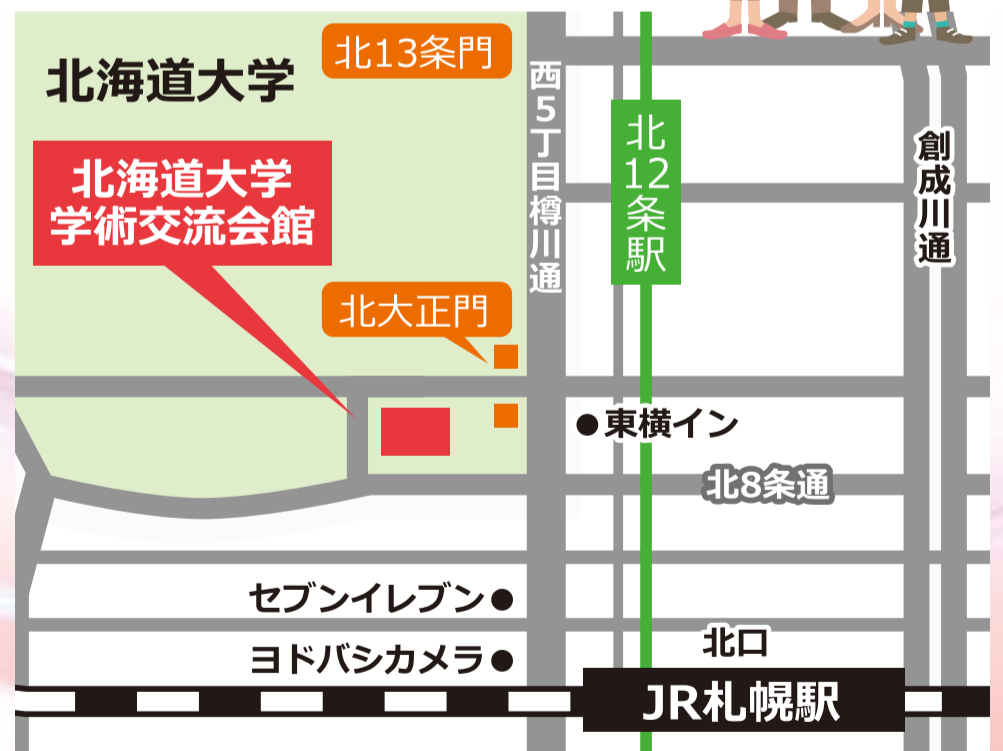 北13条門
北海道大学
北海道大学
学術交流会館
西5丁目樽川通
北12条駅
創成川通
北大正門
東横イン
北8条通
セブンイレブン
北口
ヨドバシカメラ
JR札幌駅